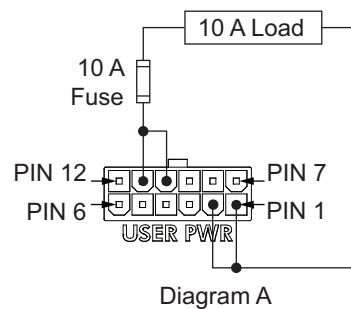 10 A Load
10 A
Fuse
PIN 12
PIN 7
PIN 6
PIN 1
USER PWR
Diagram A